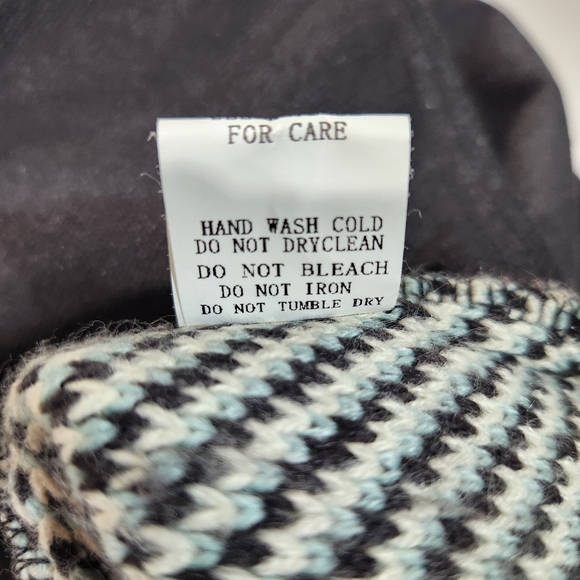 FOR CARE
HAND WASH COLD
DO NOT DRYCLEAN
DO NOT BLEACH
DO NOT IRON
DO NOT TUMBLE DRY